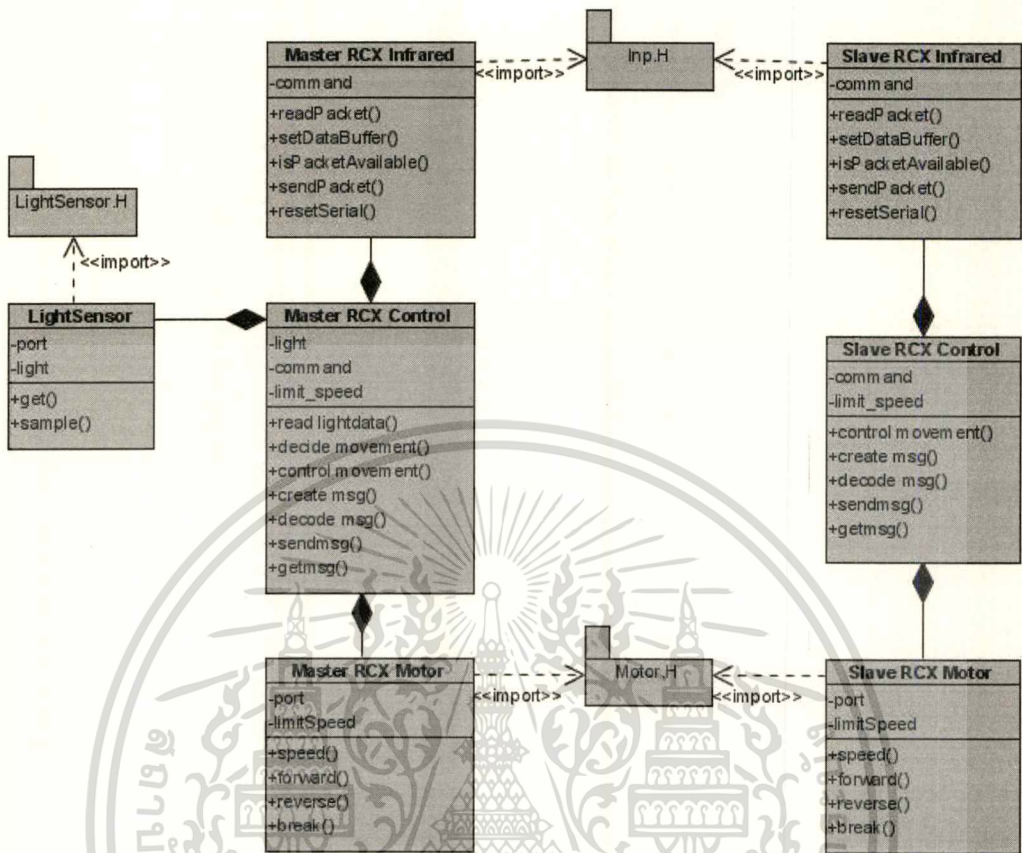 Master RCX Infrared
-command
+readPacket()
+setDataBuffer()
+isPacketAvailable()
+sendPacket()
+resetSerial()
<<import>>
lnp.H
<<import>>
Slave RCX Infrared
-command
+readPacket()
+setDataBuffer()
+isPacketAvailable()
+sendPacket()
+resetSerial()
LightSensor.H
<<import>>
LightSensor
-port
-light
+get()
+sample()
Master RCX Control
-light
-command
-limit_speed
+read lightdata()
+decide movement()
+control movement()
+create msg()
+decode msg()
+sendmsg()
+getmsg()
Slave RCX Control
-command
-limit_speed
+control movement()
+create msg()
+decode msg()
+sendmsg()
+getmsg()
Master RCX Motor
-port
-limitSpeed
+speed()
+forward()
+reverse()
+break()
<<import>>
Motor.H
<<import>>
Slave RCX Motor
-port
-limitSpeed
+speed()
+forward()
+reverse()
+break()